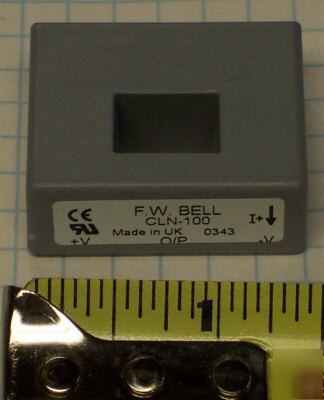 F.W. BELL
CLN-100
CE
I+
Made in UK 0343
+V O/P -V
1